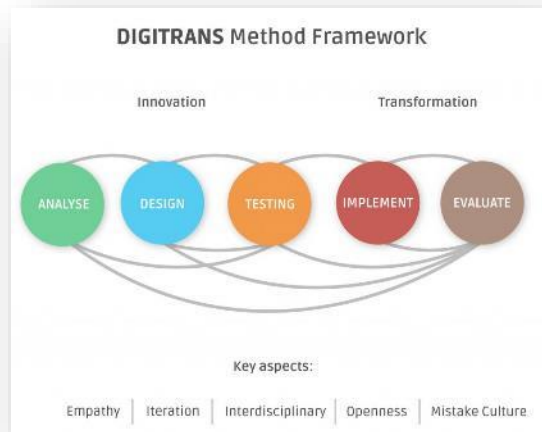 DIGITRANS Method Framework
Innovation Transformation
ANALYSE DESIGN TESTING IMPLEMENT EVALUATE
Key aspects:
Empathy Iteration Interdisciplinary Openness Mistake Culture